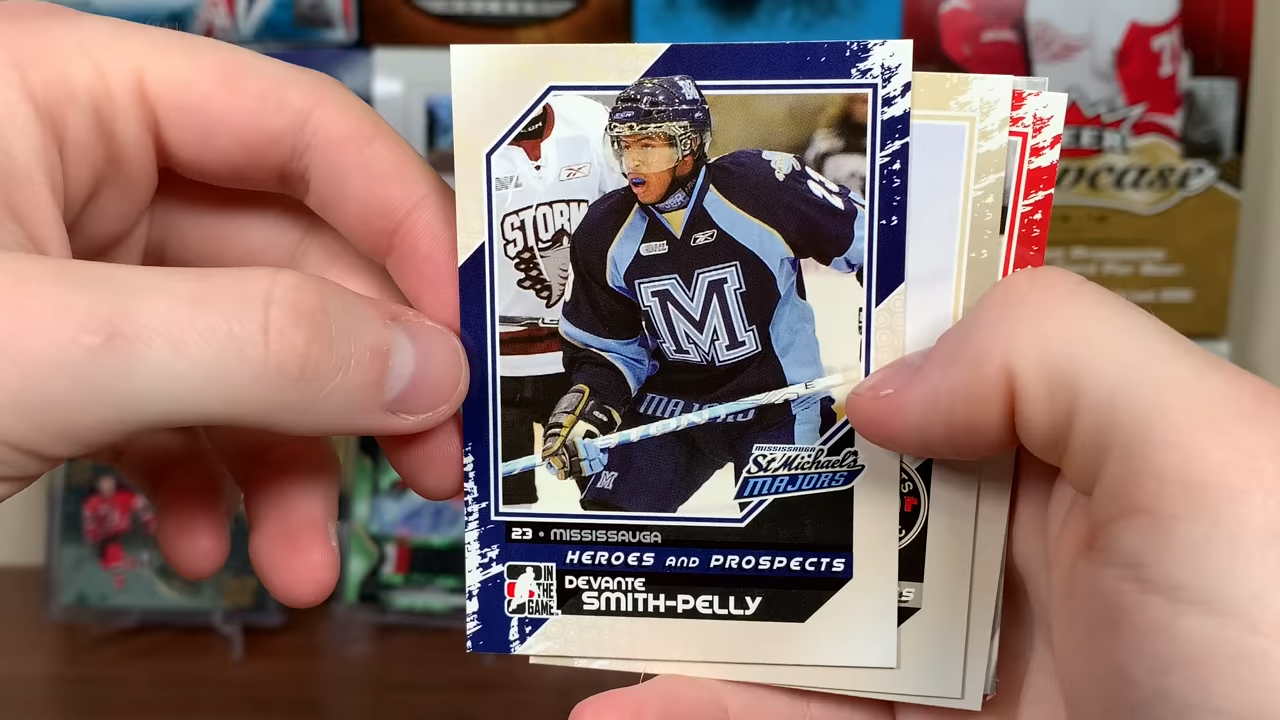 STORM
M
MAJORS
MISSISSAUGA
St. Michael's
MAJORS
23 • MISSISSAUGA
HEROES AND PROSPECTS
IN
THE
GAME
DEVANTE
SMITH-PELLY